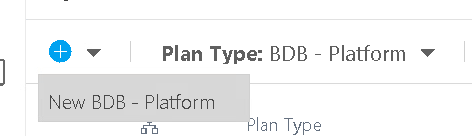 Plan Type: BDB - Platform
New BDB - Platform
Plan Type